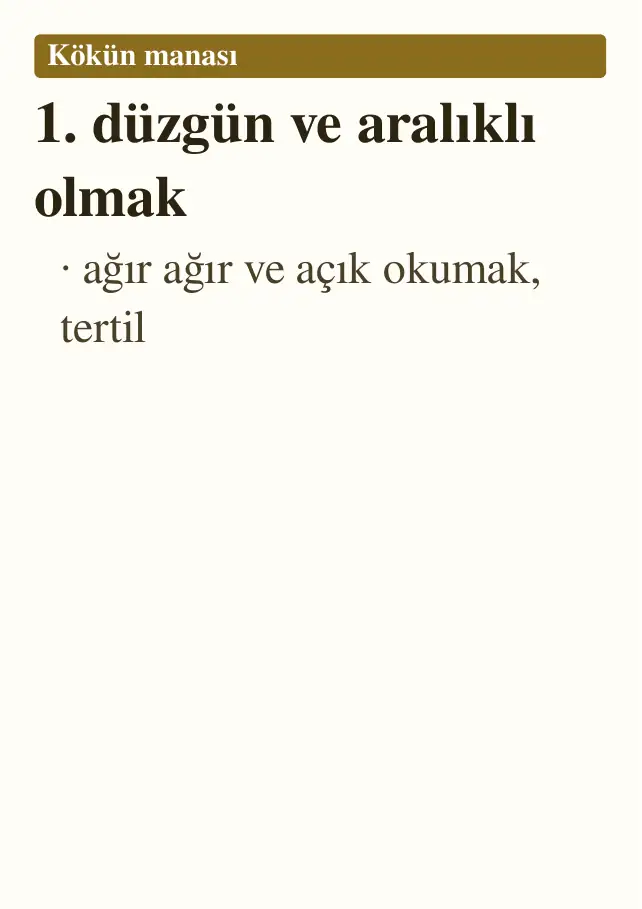 Kökün manası
1. düzgün ve aralıklı
olmak
· ağır ağır ve açık okumak,
tertil